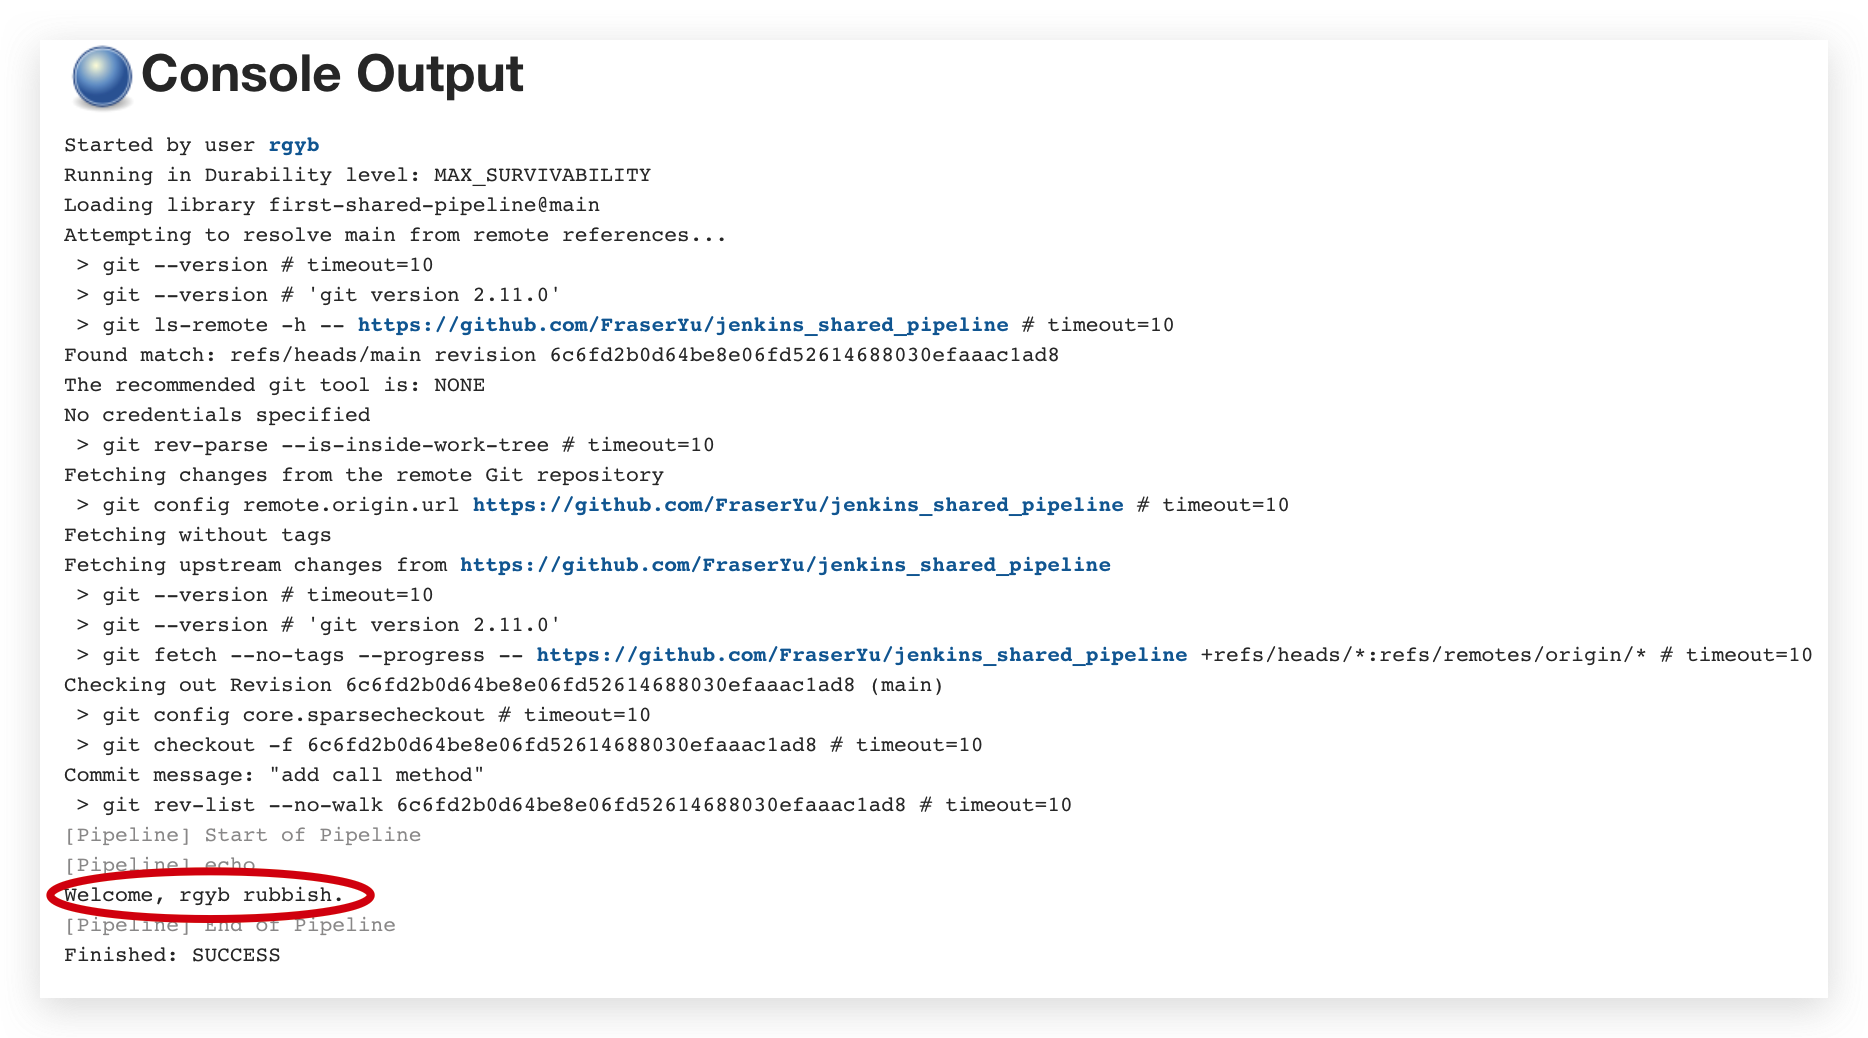 Console Output
Started by user rgyb
Running in Durability level: MAX_SURVIVABILITY
Loading library first-shared-pipeline@main
Attempting to resolve main from remote references...
 > git --version # timeout=10
 > git --version # 'git version 2.11.0'
 > git ls-remote -h -- https://github.com/FraserYu/jenkins_shared_pipeline # timeout=10
Found match: refs/heads/main revision 6c6fd2b0d64be8e06fd52614688030efaaac1ad8
The recommended git tool is: NONE
No credentials specified
 > git rev-parse --is-inside-work-tree # timeout=10
Fetching changes from the remote Git repository
 > git config remote.origin.url https://github.com/FraserYu/jenkins_shared_pipeline # timeout=10
Fetching without tags
Fetching upstream changes from https://github.com/FraserYu/jenkins_shared_pipeline
 > git --version # timeout=10
 > git --version # 'git version 2.11.0'
 > git fetch --no-tags --progress -- https://github.com/FraserYu/jenkins_shared_pipeline +refs/heads/*:refs/remotes/origin/* # timeout=10
Checking out Revision 6c6fd2b0d64be8e06fd52614688030efaaac1ad8 (main)
 > git config core.sparsecheckout # timeout=10
 > git checkout -f 6c6fd2b0d64be8e06fd52614688030efaaac1ad8 # timeout=10
Commit message: "add call method"
 > git rev-list --no-walk 6c6fd2b0d64be8e06fd52614688030efaaac1ad8 # timeout=10
[Pipeline] Start of Pipeline
[Pipeline] echo
Welcome, rgyb rubbish.
[Pipeline] End of Pipeline
Finished: SUCCESS